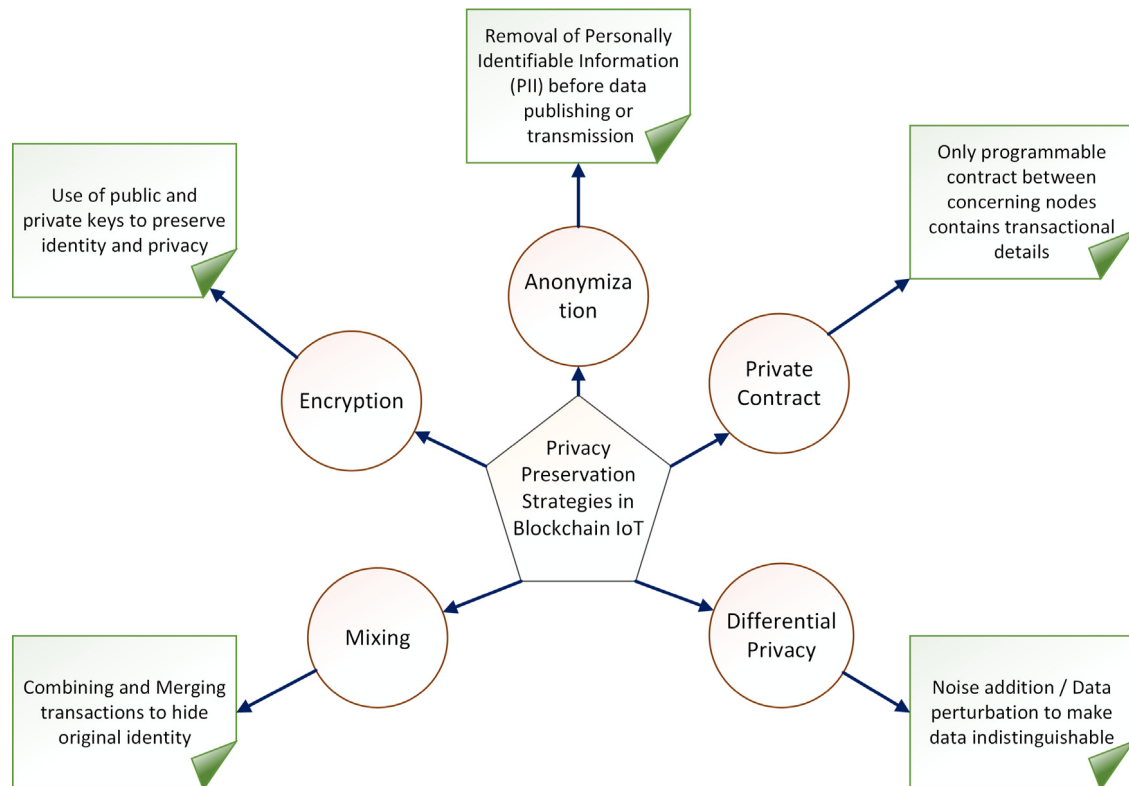 Removal of Personally
Identifiable Information
(PII) before data
publishing or
transmission
Use of public and
private keys to preserve
identity and privacy
Only programmable
contract between
concerning nodes
contains transactional
details
Anonymiza
tion
Encryption
Private
Contract
Privacy
Preservation
Strategies in
Blockchain IoT
Mixing
Differential
Privacy
Combining and Merging
transactions to hide
original identity
Noise addition / Data
perturbation to make
data indistinguishable